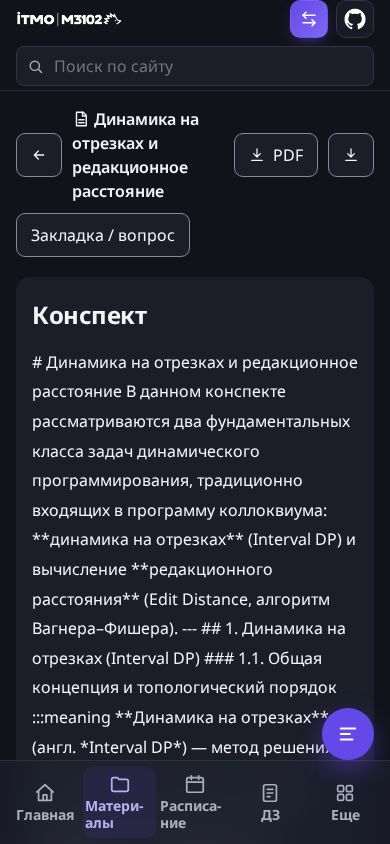 iTMO | M3102
Поиск по сайту
Динамика на
отрезках и
редакционное
расстояние
PDF
Закладка / вопрос
Конспект
# Динамика на отрезках и редакционное
расстояние В данном конспекте
рассматриваются два фундаментальных
класса задач динамического
программирования, традиционно
входящих в программу коллоквиума:
**динамика на отрезках** (Interval DP) и
вычисление **редакционного
расстояния** (Edit Distance, алгоритм
Вагнера–Фишера). --- ## 1. Динамика на
отрезках (Interval DP) ### 1.1. Общая
концепция и топологический порядок
:::meaning **Динамика на отрезках**
(англ. *Interval DP*) — метод решени
Главная
Матери-
алы
Расписа-
ние
ДЗ
Еще